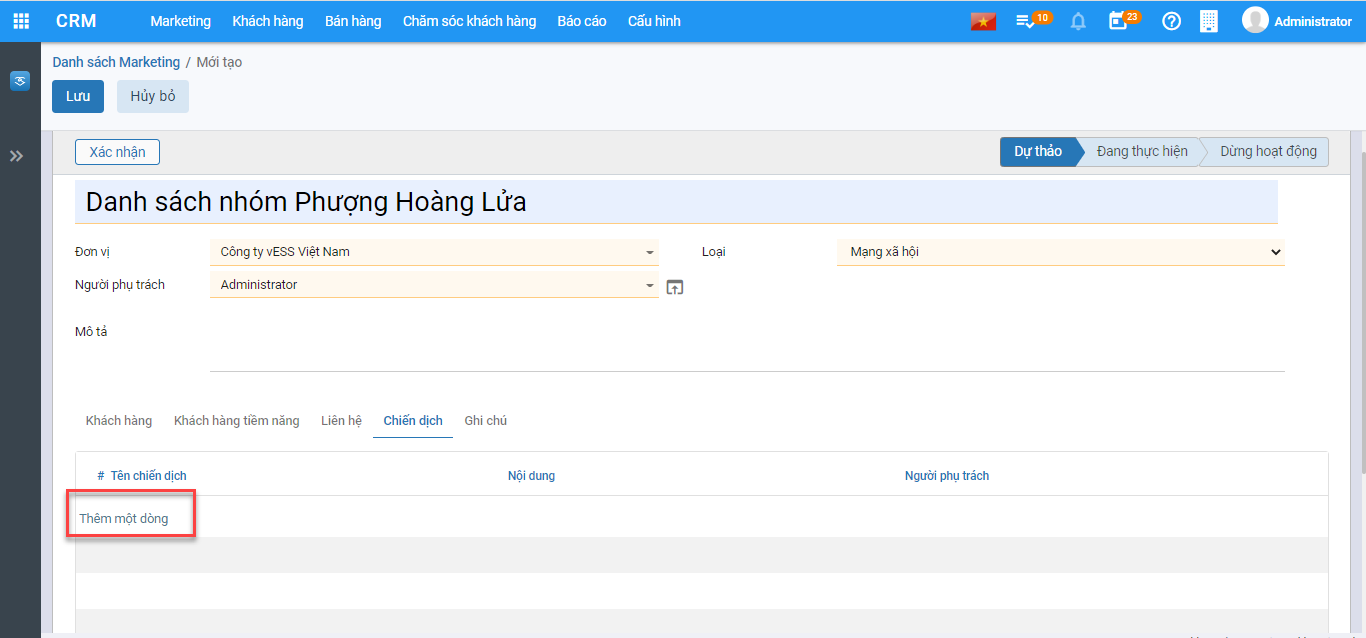 CRM Marketing Khách hàng Bán hàng Chăm sóc khách hàng Báo cáo Cấu hình 10 23 Administrator
Danh sách Marketing / Mới tạo
Lưu Hủy bỏ
Xác nhận Dự thảo Đang thực hiện Dừng hoạt động
Danh sách nhóm Phượng Hoàng Lửa
Đơn vị Công ty vESS Việt Nam Loại Mạng xã hội
Người phụ trách Administrator
Mô tả
Khách hàng Khách hàng tiềm năng Liên hệ Chiến dịch Ghi chú
# Tên chiến dịch Nội dung Người phụ trách
Thêm một dòng